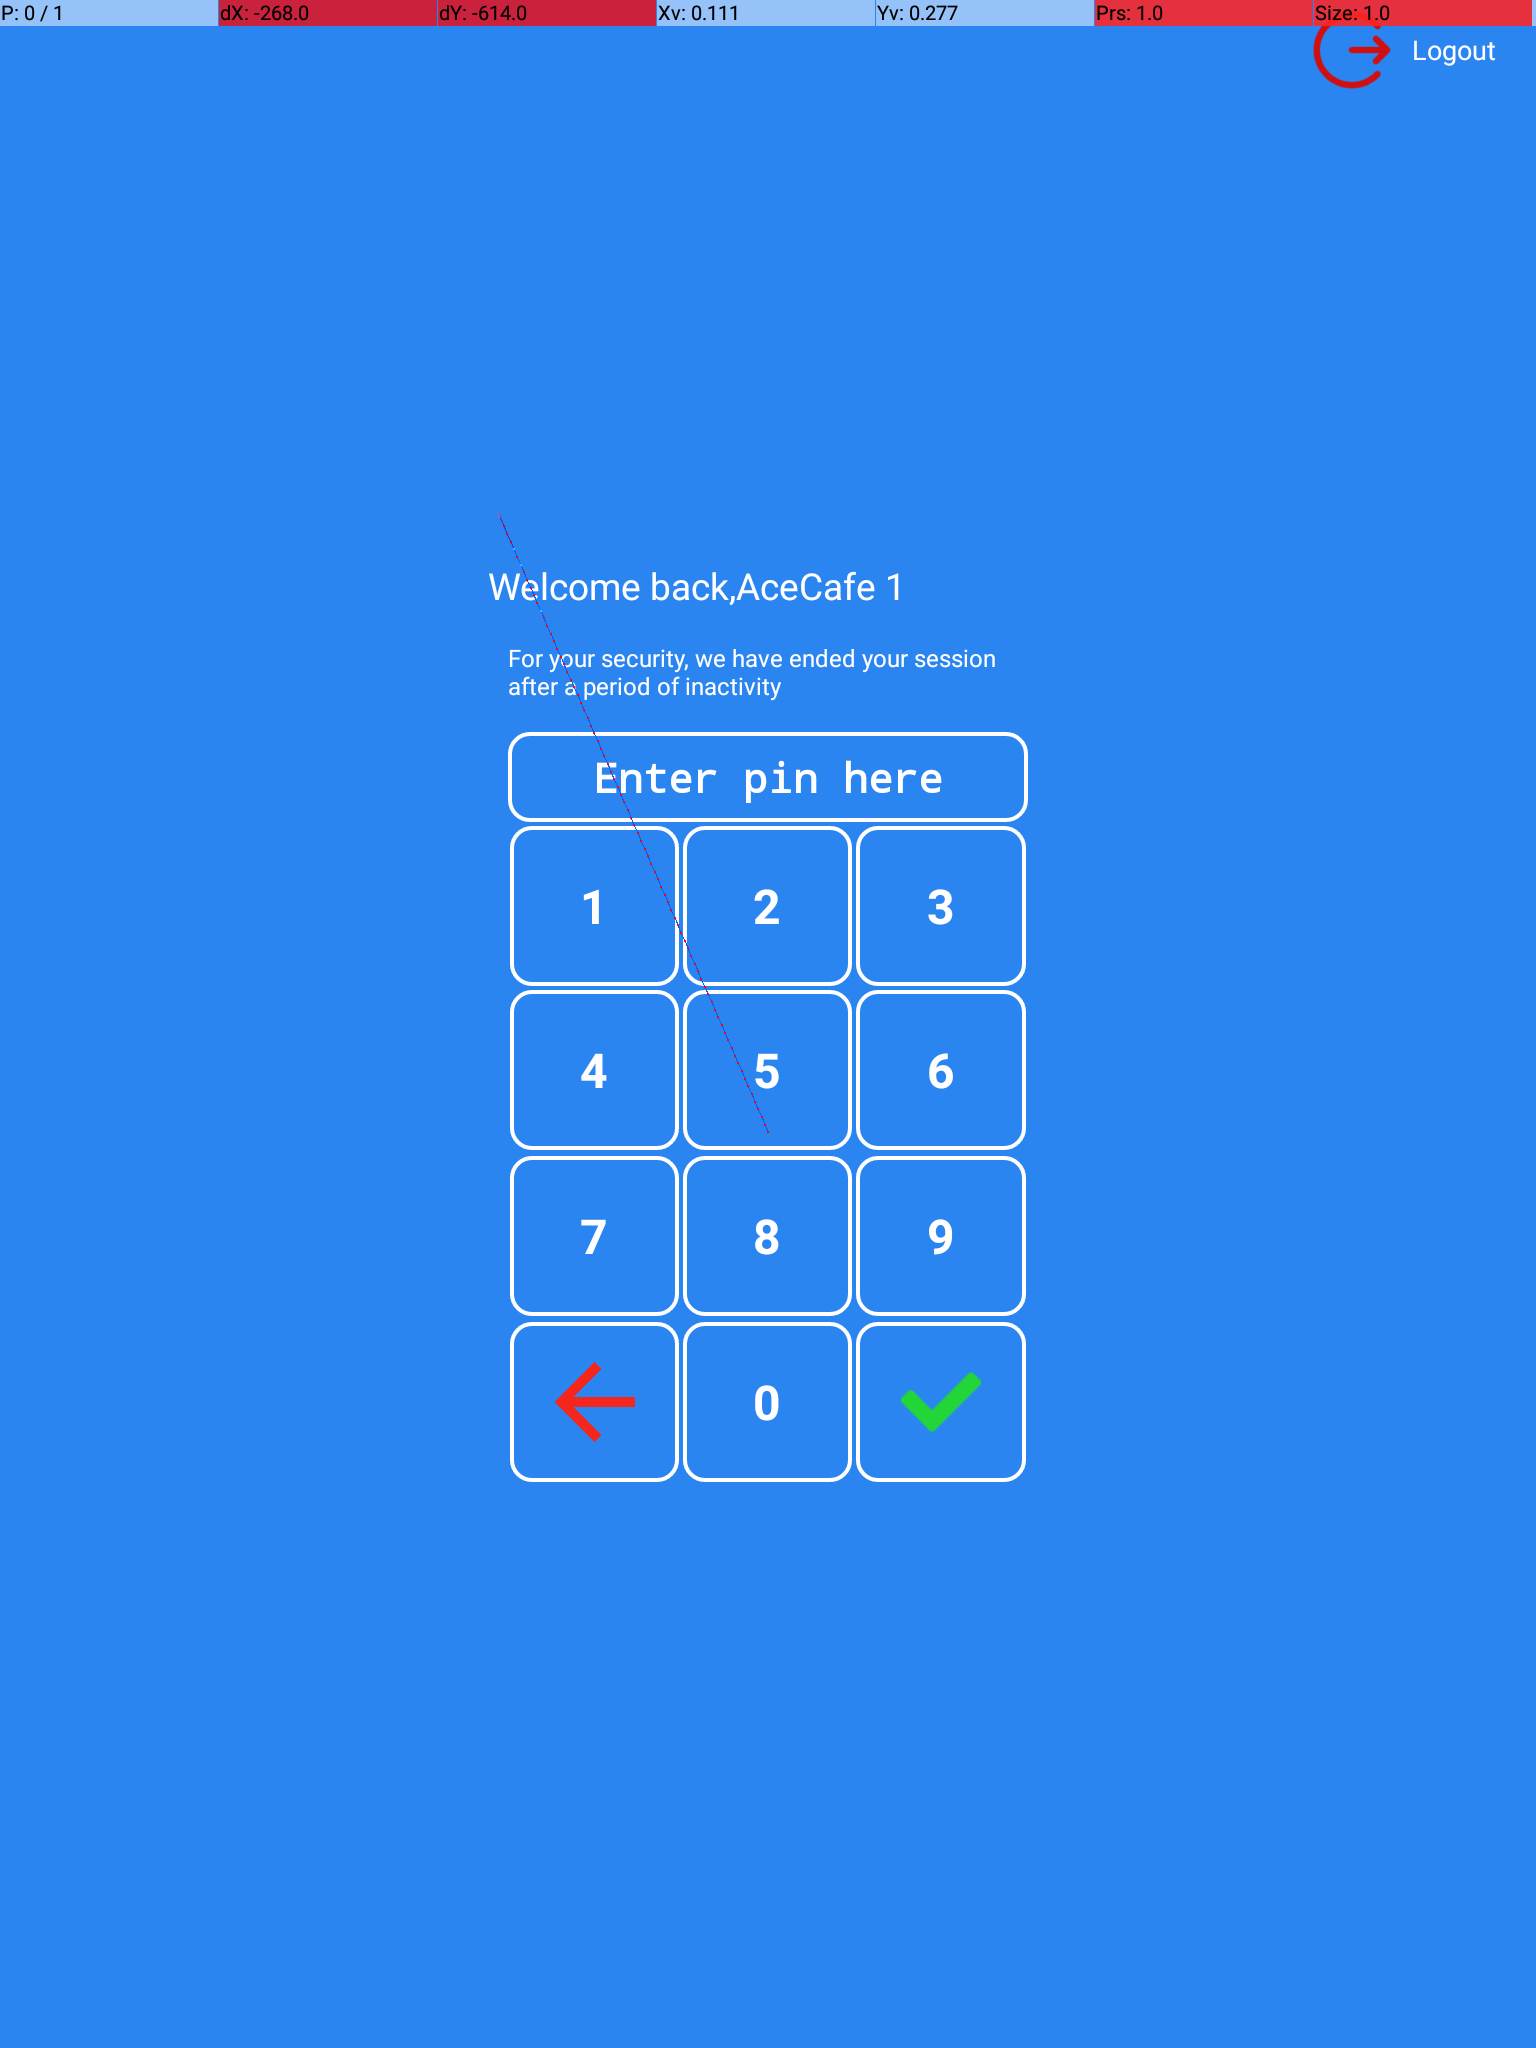 P: 0 / 1 dX: -268.0 dY: -614.0 Xv: 0.111 Yv: 0.277 Prs: 1.0 Size: 1.0
Logout
Welcome back,AceCafe 1
For your security, we have ended your session
after a period of inactivity
Enter pin here
1 2 3
4 5 6
7 8 9
0